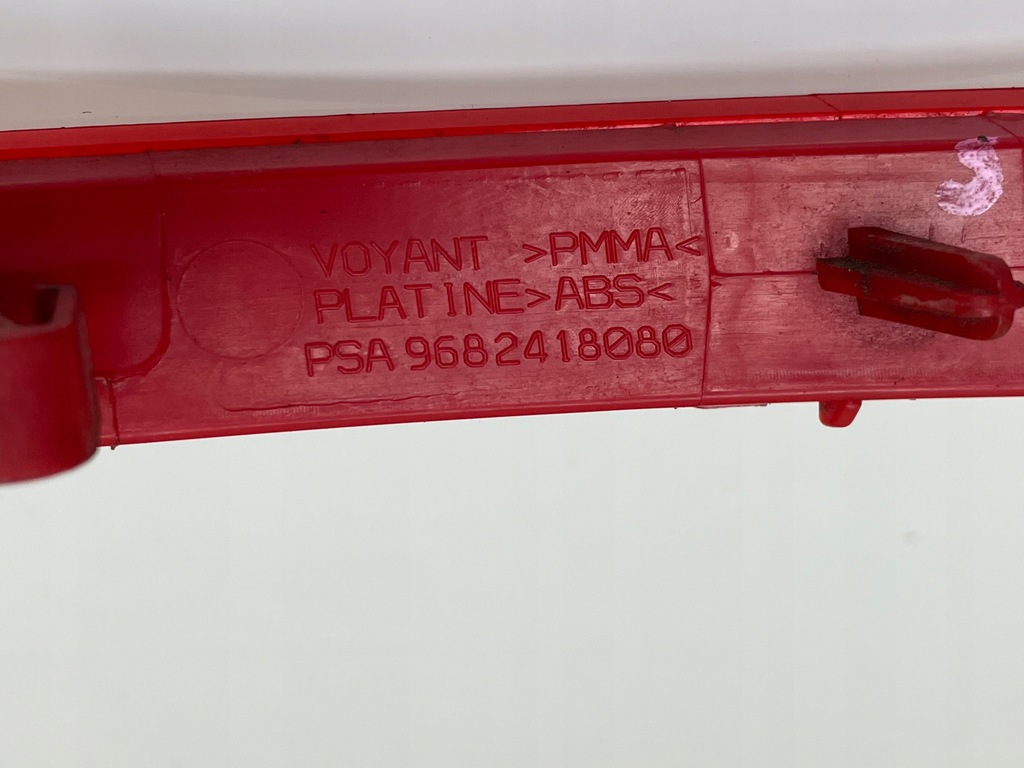 VOYANT >PMMA<
PLATINE>ABS<
PSA 9682418080